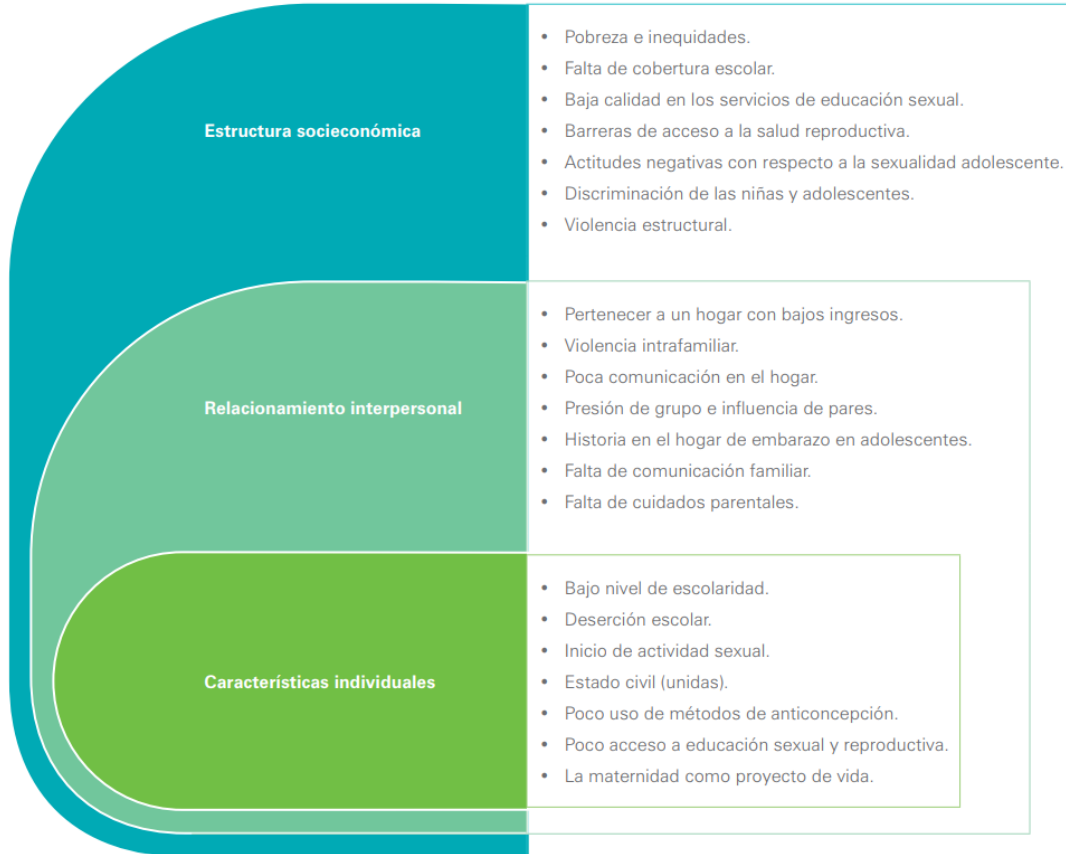 Estructura socieconómica
• Pobreza e inequidades.
• Falta de cobertura escolar.
• Baja calidad en los servicios de educación sexual.
• Barreras de acceso a la salud reproductiva.
• Actitudes negativas con respecto a la sexualidad adolescente.
• Discriminación de las niñas y adolescentes.
• Violencia estructural.
Relacionamiento interpersonal
• Pertenecer a un hogar con bajos ingresos.
• Violencia intrafamiliar.
• Poca comunicación en el hogar.
• Presión de grupo e influencia de pares.
• Historia en el hogar de embarazo en adolescentes.
• Falta de comunicación familiar.
• Falta de cuidados parentales.
Características individuales
• Bajo nivel de escolaridad.
• Deserción escolar.
• Inicio de actividad sexual.
• Estado civil (unidas).
• Poco uso de métodos de anticoncepción.
• Poco acceso a educación sexual y reproductiva.
• La maternidad como proyecto de vida.